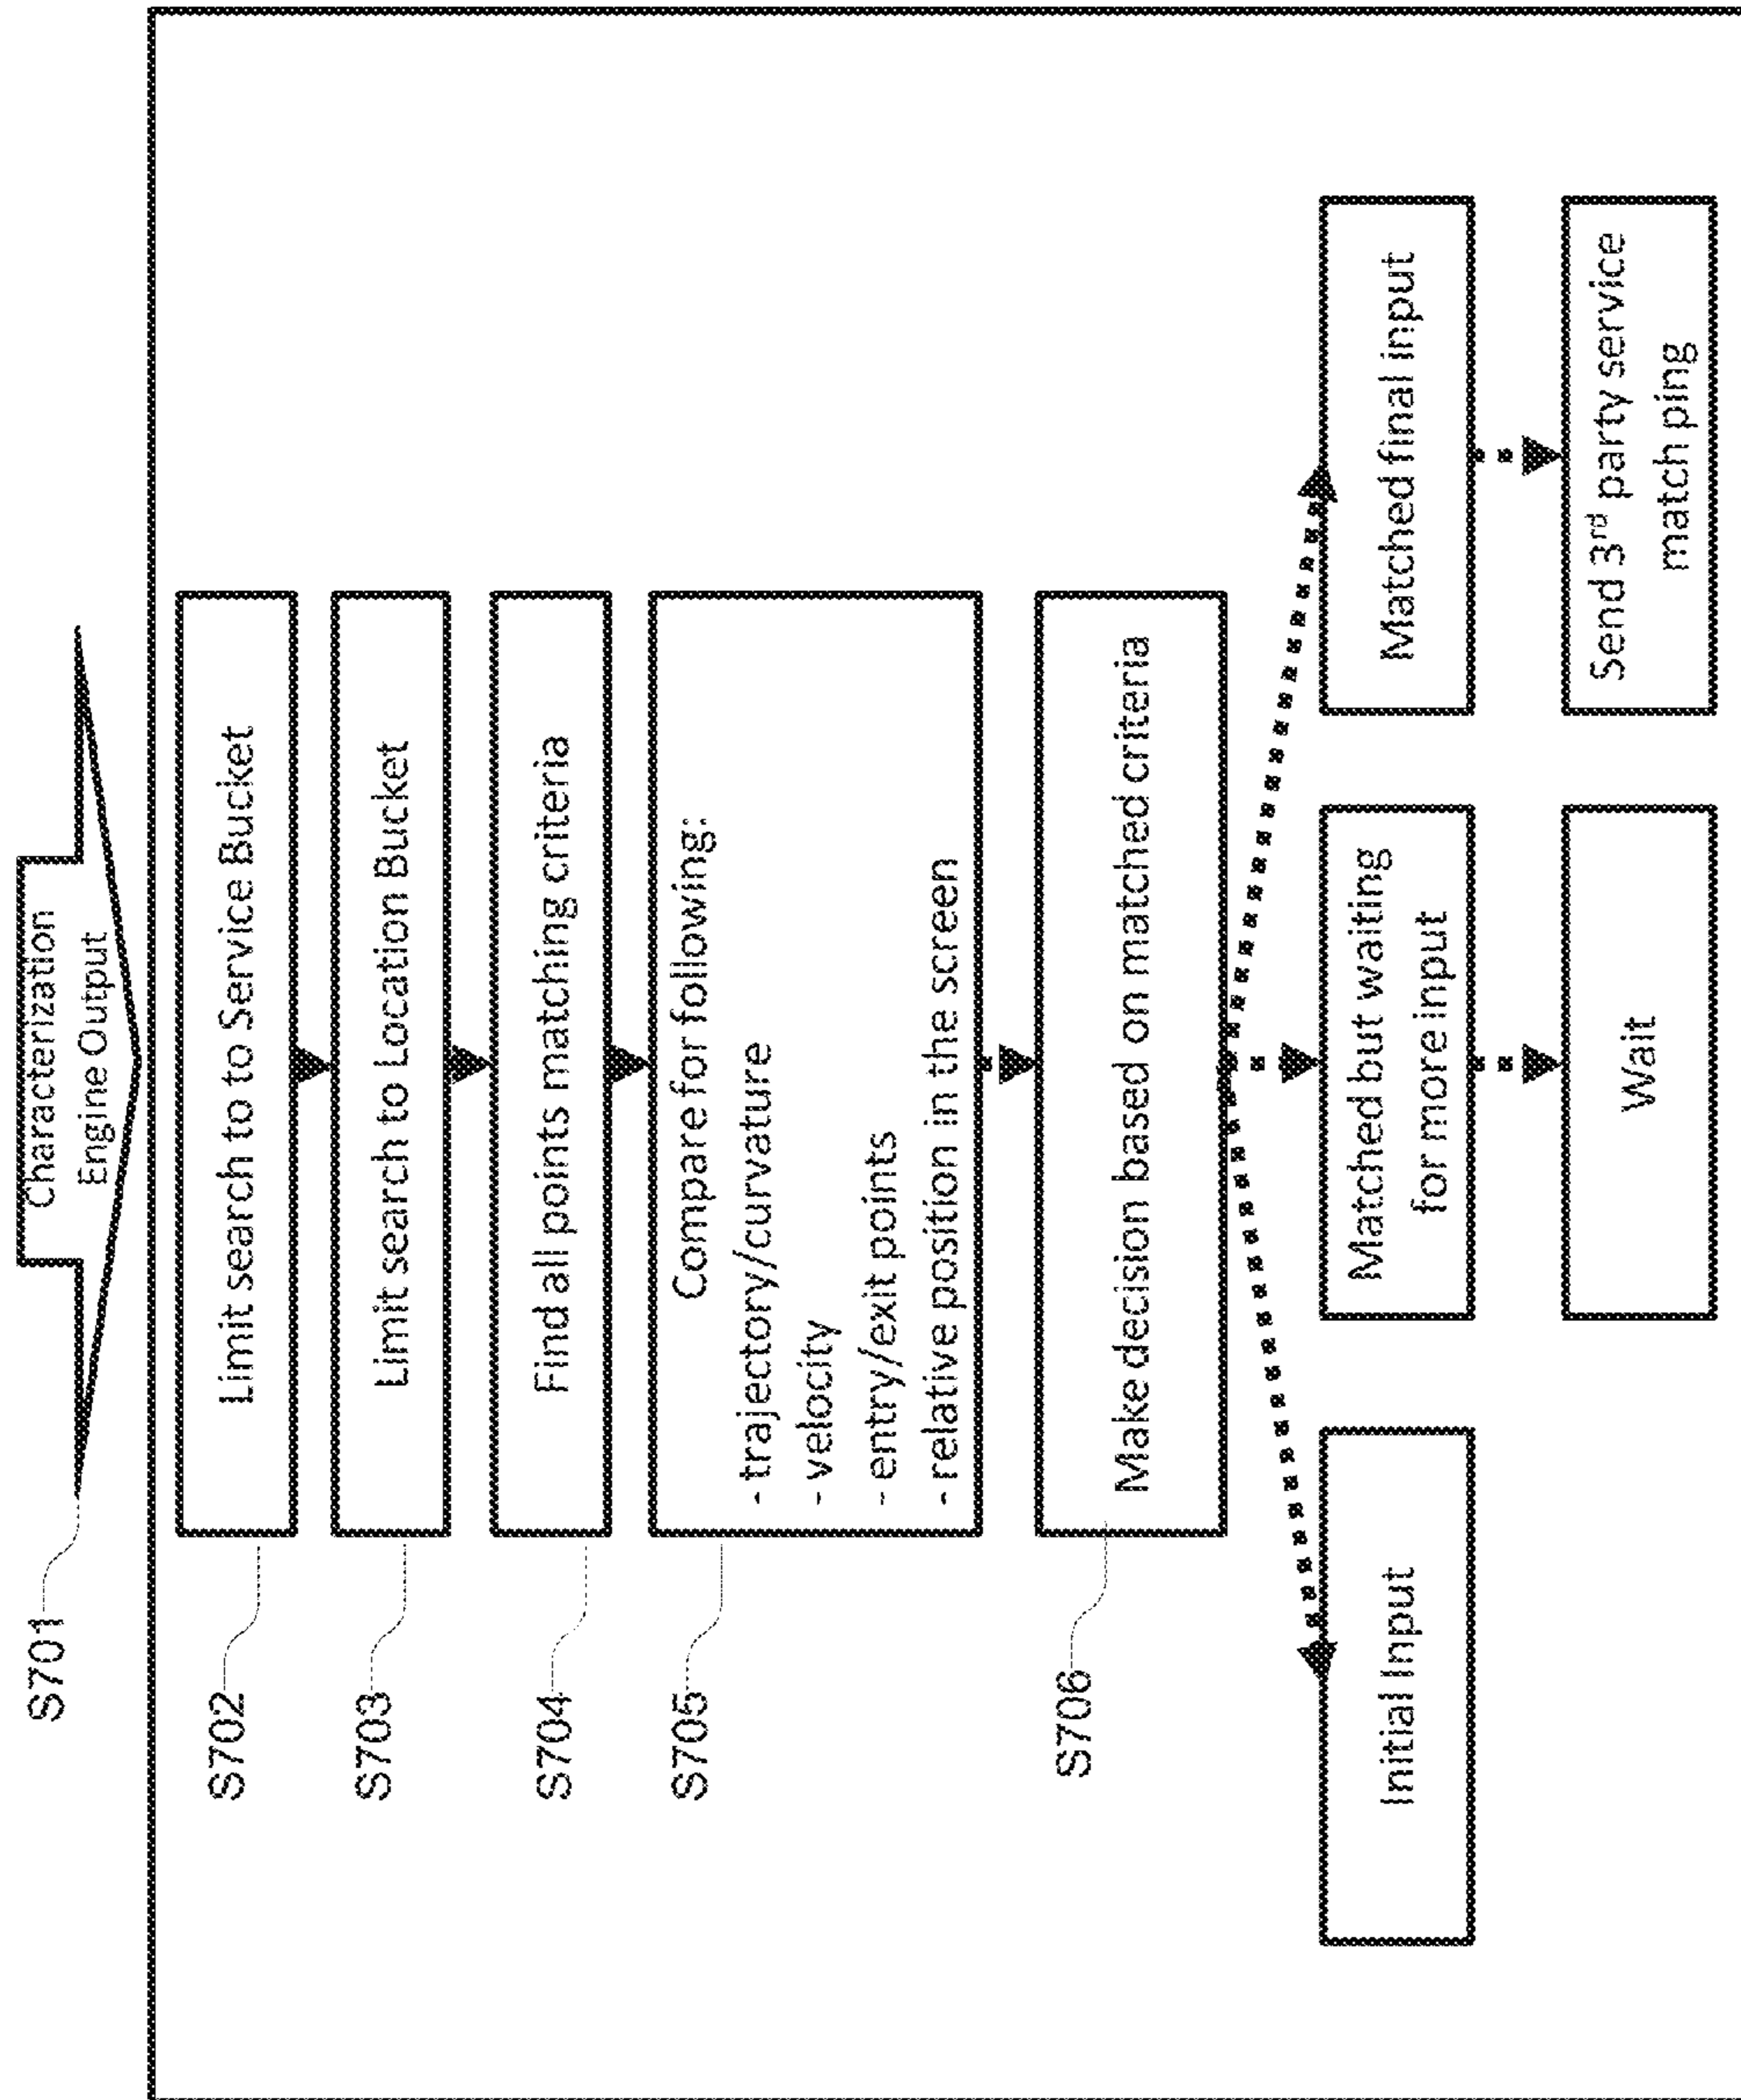 S701
Characterization
Engine Output
S702
Limit search to to Service Bucket
S703
Limit search to Location Bucket
S704
Find all points matching criteria
S705
Compare for following:
- trajectory/curvature
- velocity
- entry/exit points
- relative position in the screen
S706
Make decision based on matched criteria
Initial Input
Matched but waiting
for more input
Matched final input
Wait
Send 3rd party service
match ping